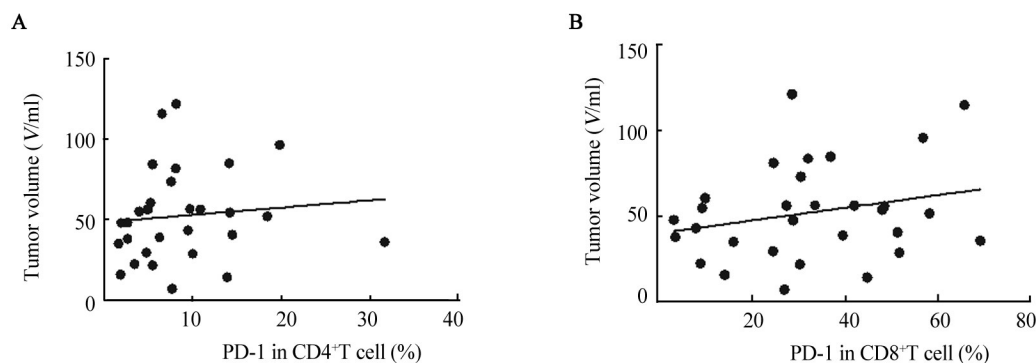 A
150
100
50
0
10
20
30
40
Tumor volume (V/ml)
PD-1 in CD4⁺T cell (%)
B
150
100
50
0
20
40
60
80
Tumor volume (V/ml)
PD-1 in CD8⁺T cell (%)